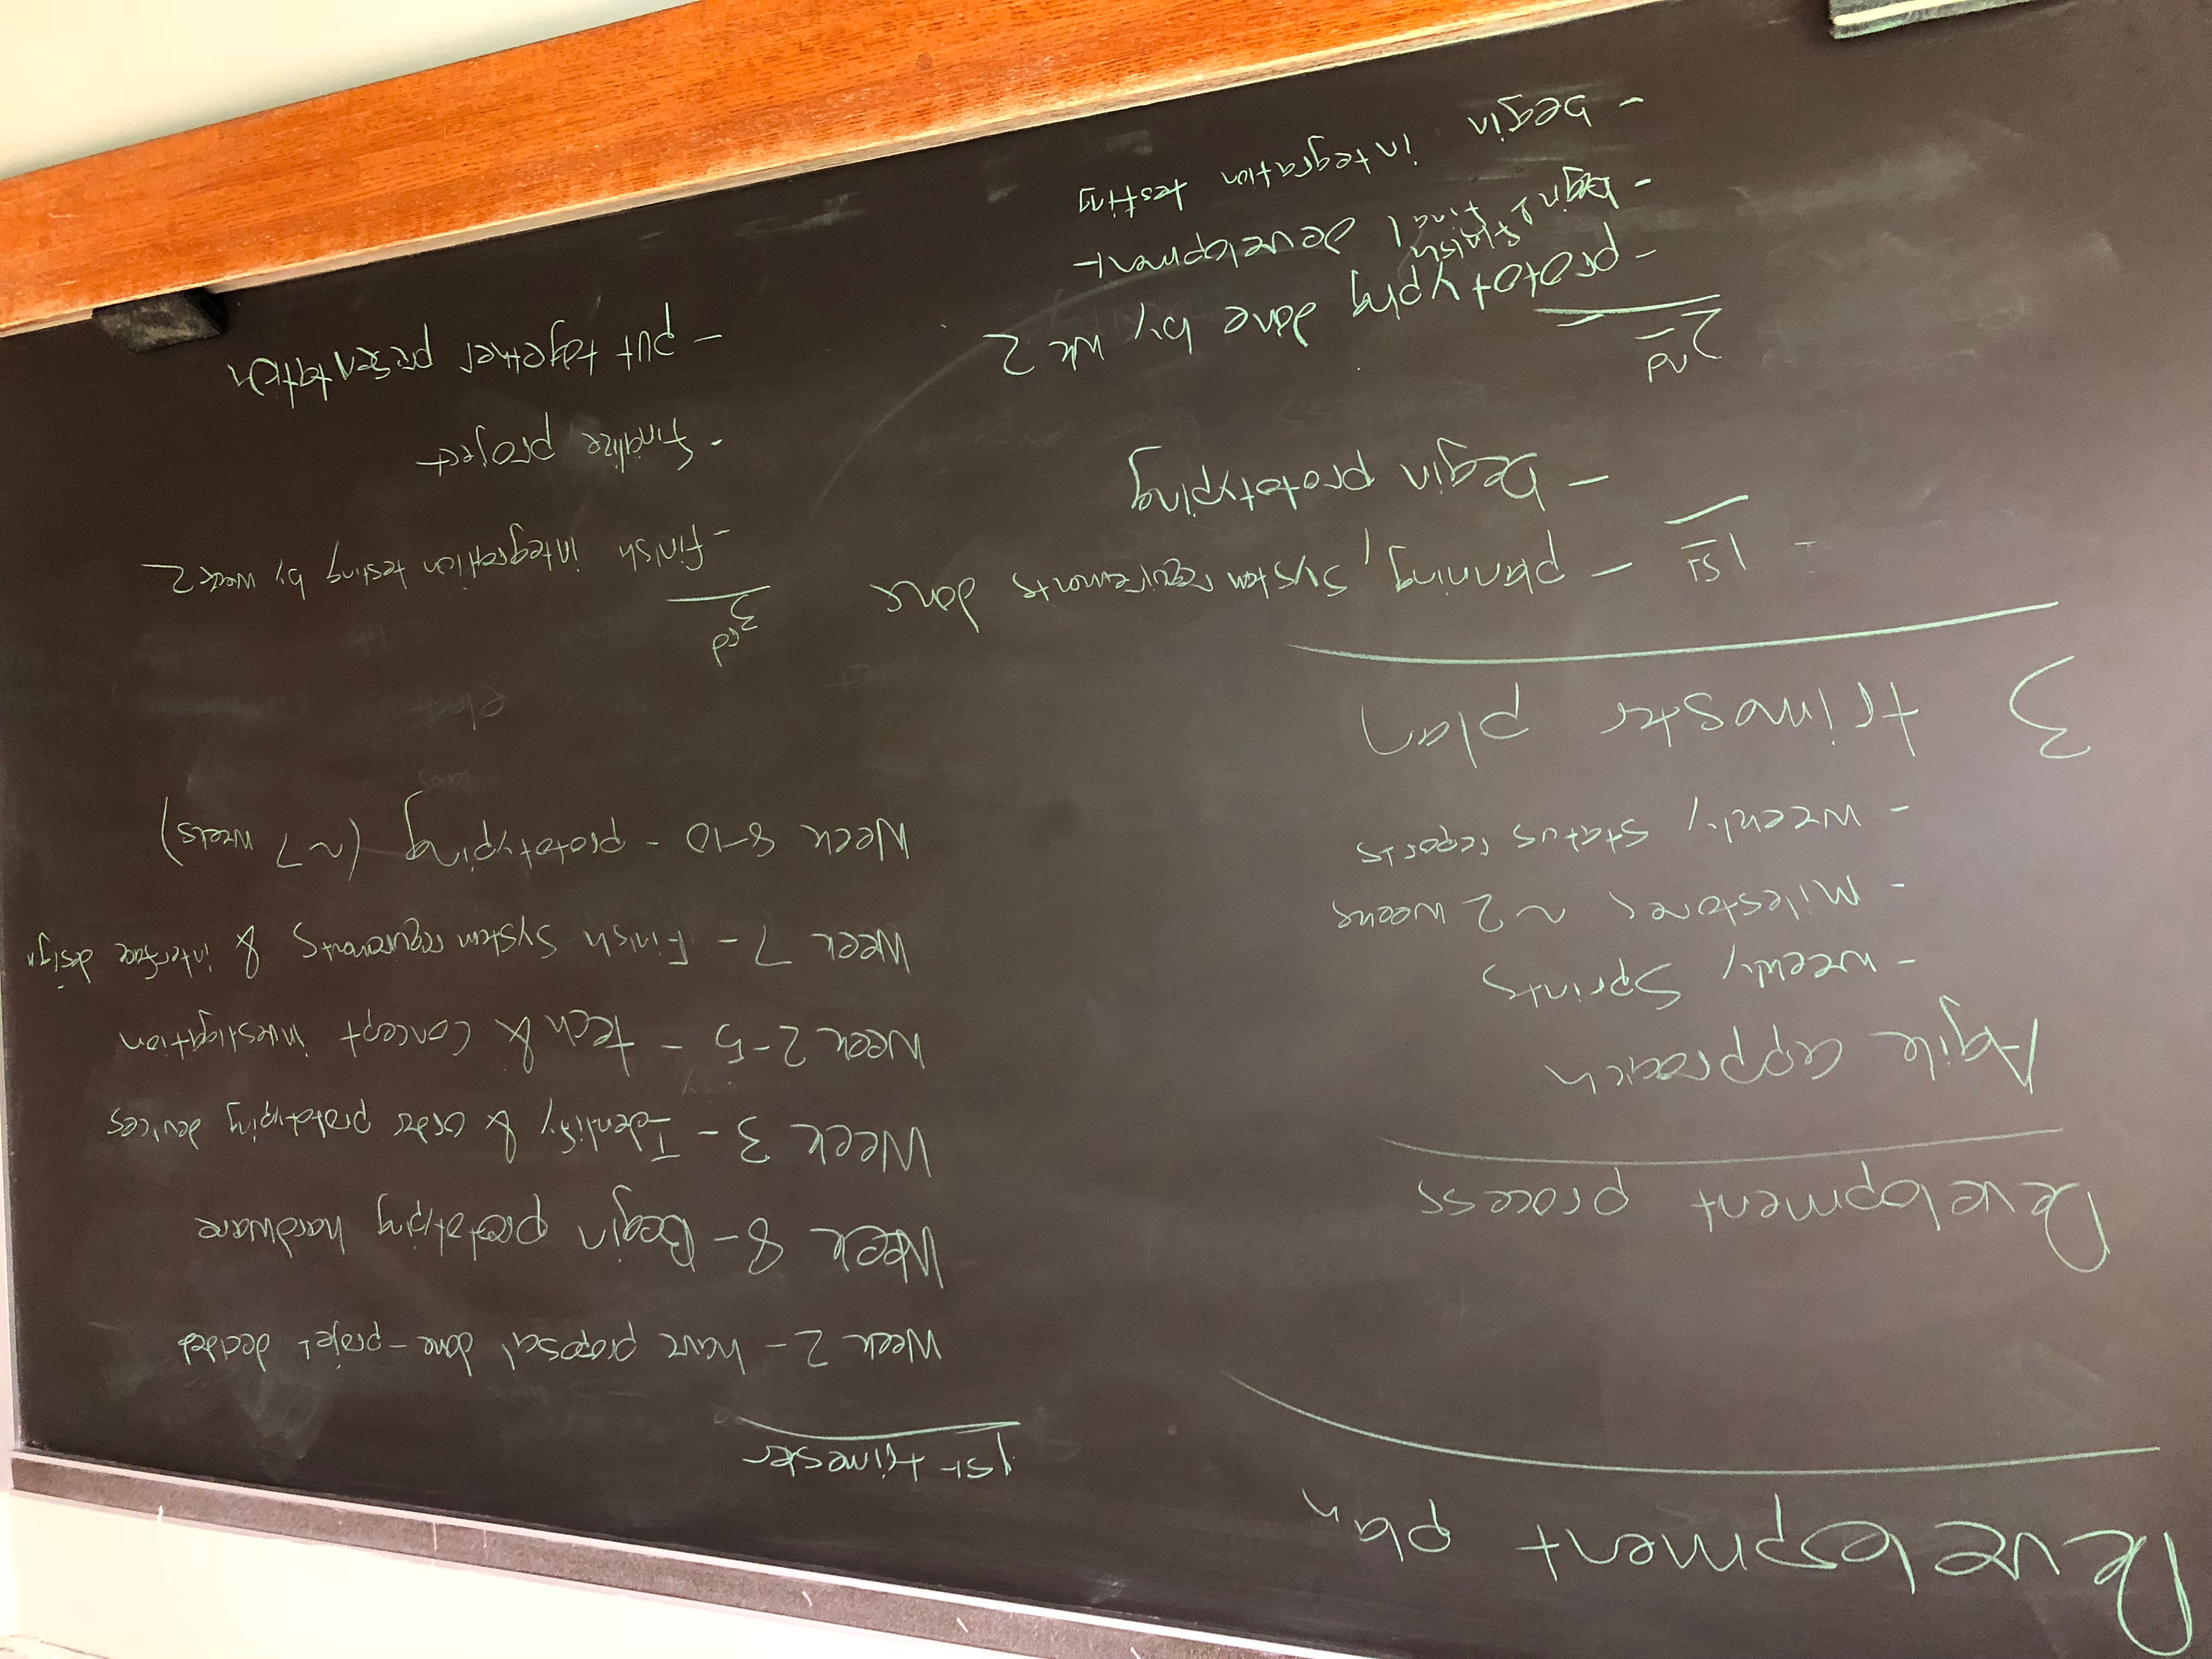 Development plan
Development process
Agile approach
- weekly Sprints
- Milestones ~2 weeks
- weekly status reports
3 trimester plan
- 1st - planning, System requirements done
- begin prototyping
2nd
- prototyping done by wk 2
- begin & finish final development
- begin integration testing
1st trimester
Week 2 - have proposal done - projet decided
Week 8 - Begin prototyping hardware
Week 3 - Identify & order prototyping devices
Week 2-5 - tech & Concept investigation
Week 7 - Finish System requirements & interface design
Week 8-10 - prototyping (~7 weeks)
labs
elect
3rd
- finish integration testing by week 2
- finalize project
- put together presentation